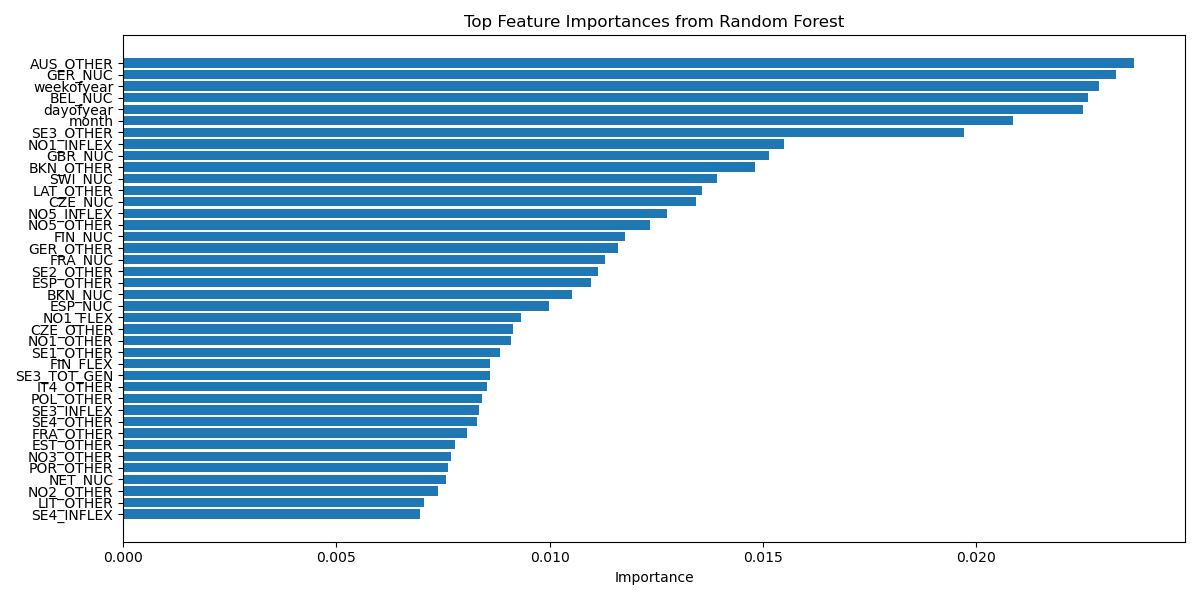 Top Feature Importances from Random Forest
AUS_OTHER
GER_NUC
weekofyear
BEL_NUC
dayofyear
month
SE3_OTHER
NO1_INFLEX
GBR_NUC
BKN_OTHER
SWI_NUC
LAT_OTHER
CZE_NUC
NO5_INFLEX
NO5_OTHER
FIN_NUC
GER_OTHER
FRA_NUC
SE2_OTHER
ESP_OTHER
BKN_NUC
ESP_NUC
NO1_FLEX
CZE_OTHER
NO1_OTHER
SE1_OTHER
FIN_FLEX
SE3_TOT_GEN
IT4_OTHER
POL_OTHER
SE3_INFLEX
SE4_OTHER
FRA_OTHER
EST_OTHER
NO3_OTHER
POR_OTHER
NET_NUC
NO2_OTHER
LIT_OTHER
SE4_INFLEX
0.000 0.005 0.010 0.015 0.020
Importance